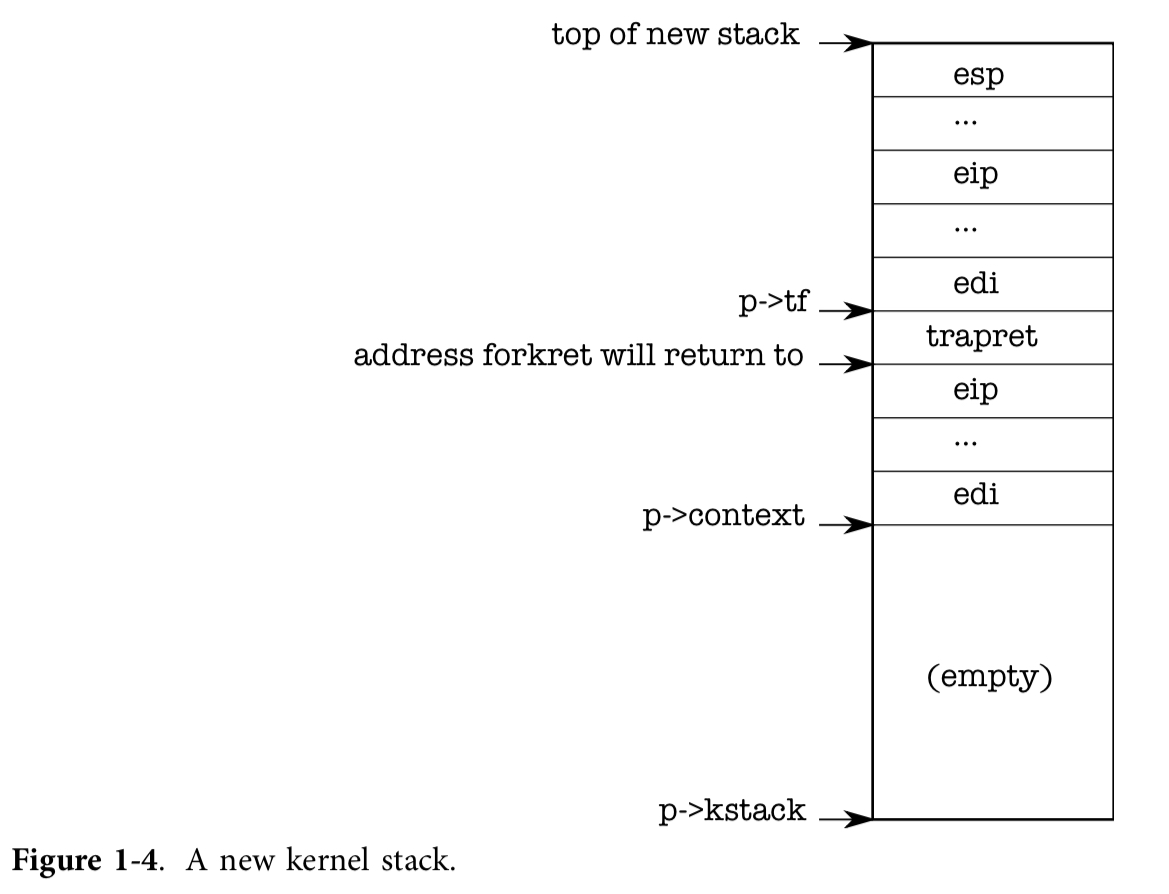 top of new stack
esp
...
eip
...
edi
p->tf
trapret
address forkret will return to
eip
...
edi
p->context
(empty)
p->kstack
Figure 1-4. A new kernel stack.